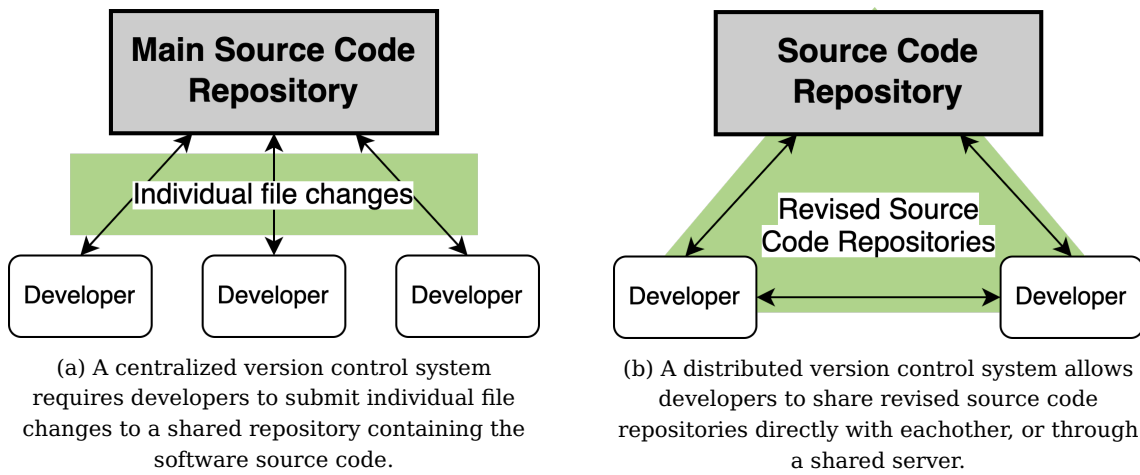 Main Source Code
Repository
Individual file changes
Developer
Developer
Developer
(a) A centralized version control system
requires developers to submit individual file
changes to a shared repository containing the
software source code.
Source Code
Repository
Revised Source
Code Repositories
Developer
Developer
(b) A distributed version control system allows
developers to share revised source code
repositories directly with eachother, or through
a shared server.